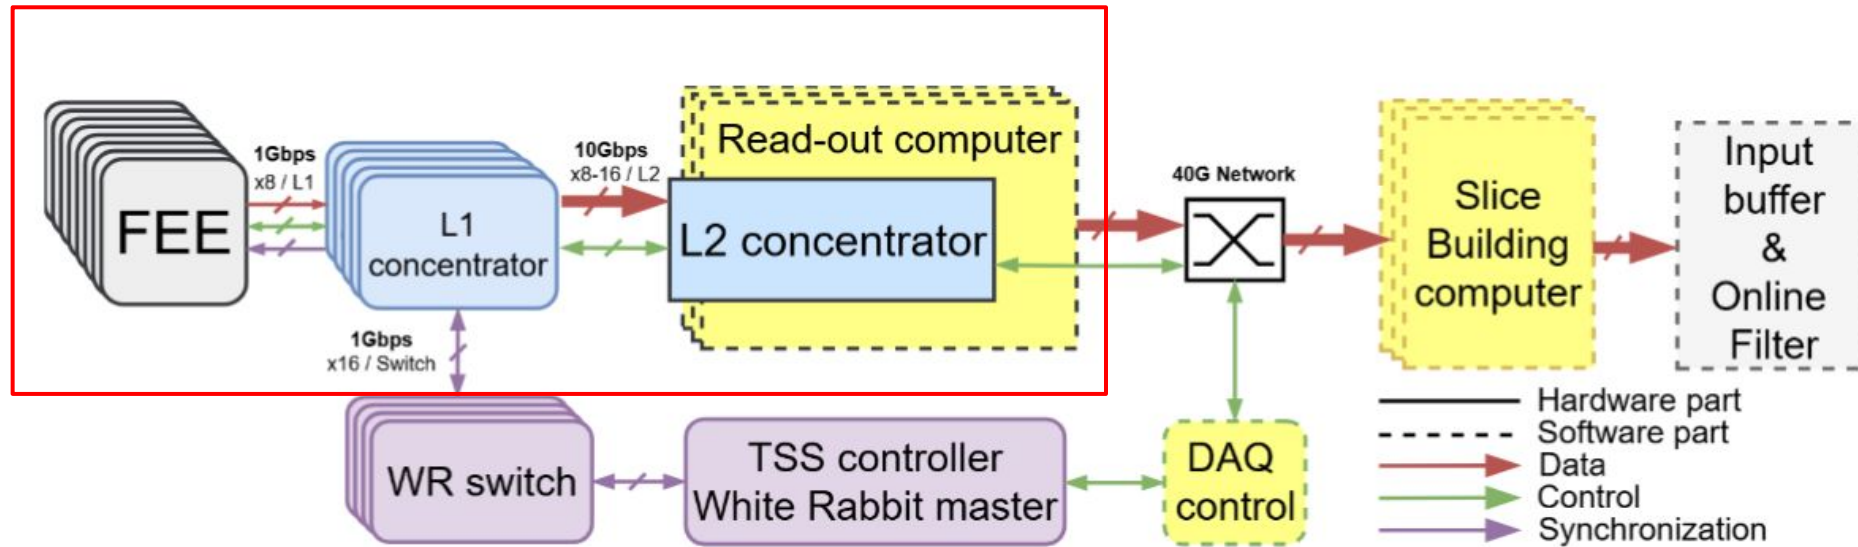 FEE
1Gbps
x8 / L1
L1
concentrator
10Gbps
x8-16 / L2
Read-out computer
L2 concentrator
40G Network
Slice
Building
computer
Input
buffer
&
Online
Filter
1Gbps
x16 / Switch
WR switch
TSS controller
White Rabbit master
DAQ
control
Hardware part
Software part
Data
Control
Synchronization